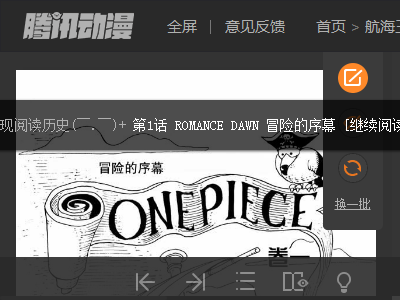 腾讯动漫 全屏 | 意见反馈 首页 > 航海王
现阅读历史(￣.￣)+ 第1话 ROMANCE DAWN 冒险的序幕 [继续阅读
冒险的序幕
ONE PIECE
卷一
换一批